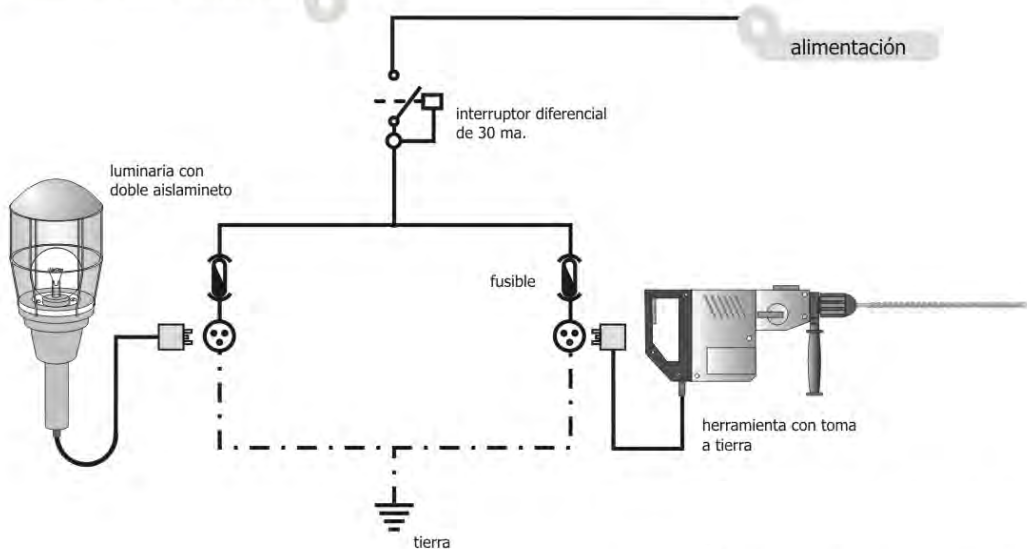 alimentación
interruptor diferencial
de 30 ma.
luminaria con
doble aislamineto
fusible
herramienta con toma
a tierra
tierra